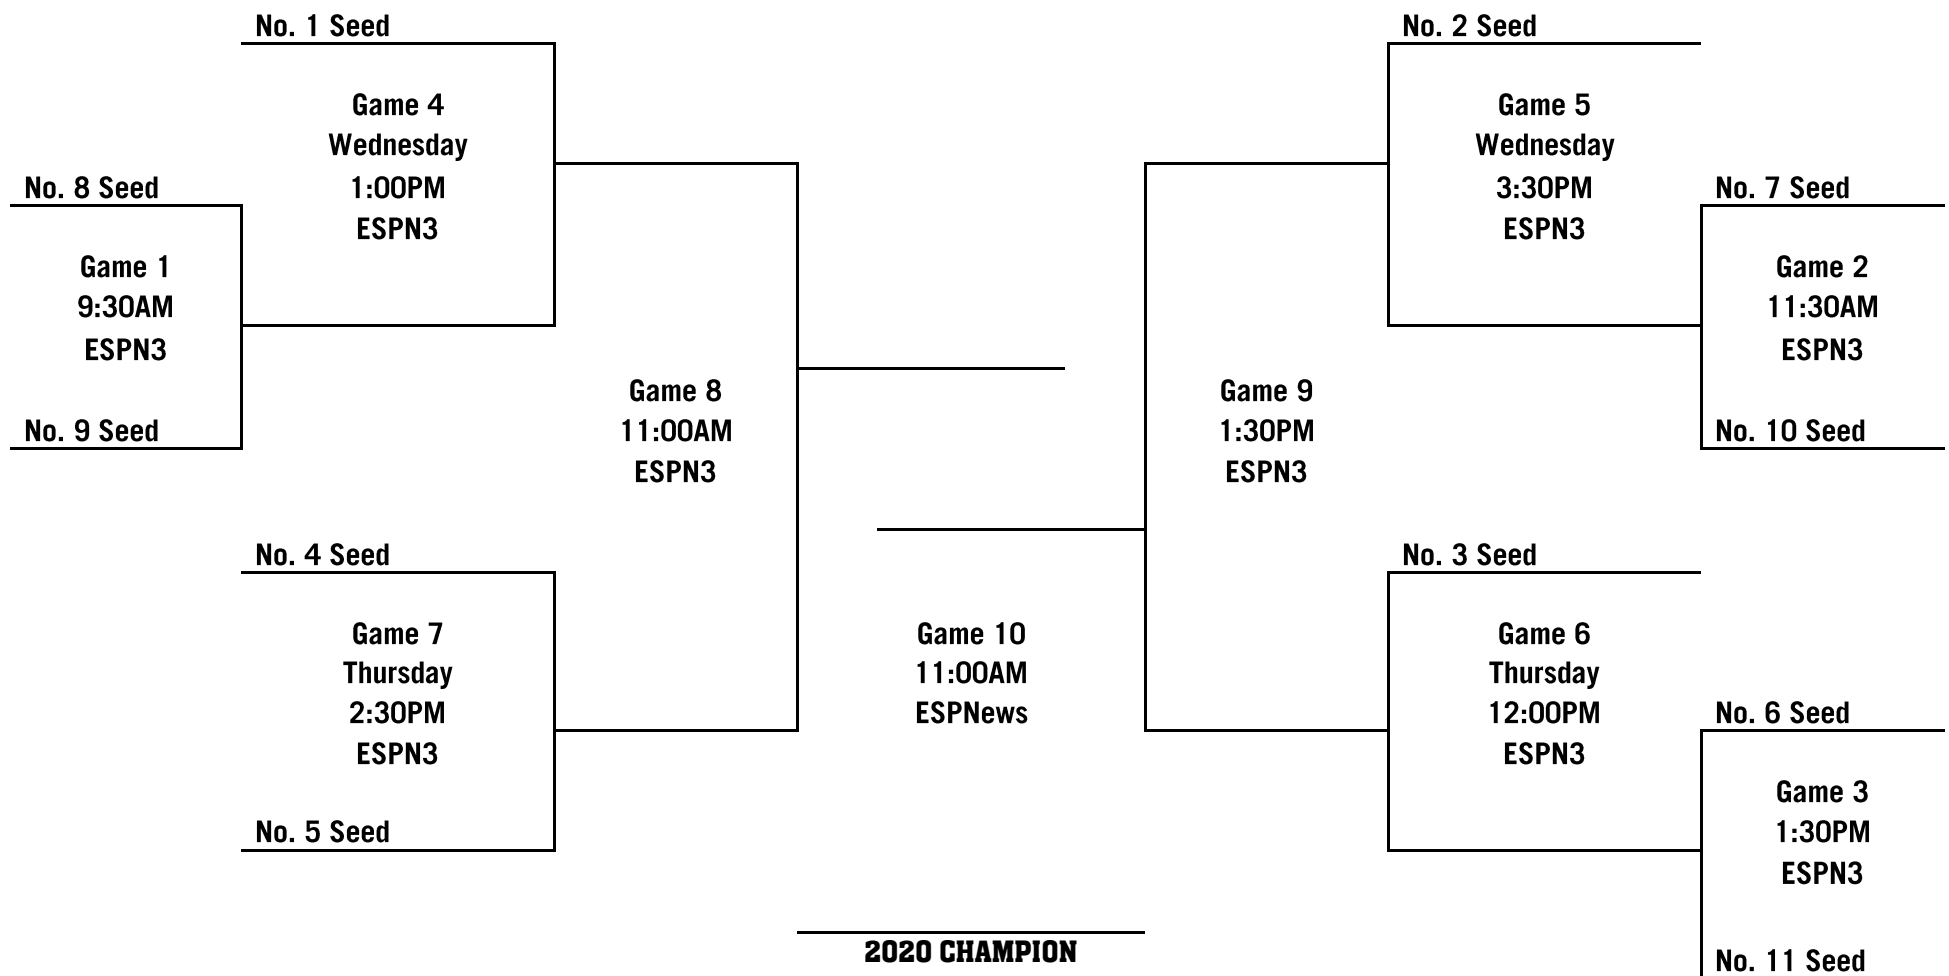 No. 1 Seed
No. 2 Seed
Game 4
Wednesday
1:00PM
ESPN3
Game 5
Wednesday
3:30PM
ESPN3
No. 8 Seed
No. 7 Seed
Game 1
9:30AM
ESPN3
Game 2
11:30AM
ESPN3
No. 9 Seed
No. 10 Seed
Game 8
11:00AM
ESPN3
Game 9
1:30PM
ESPN3
No. 4 Seed
No. 3 Seed
Game 7
Thursday
2:30PM
ESPN3
Game 10
11:00AM
ESPNews
Game 6
Thursday
12:00PM
ESPN3
No. 6 Seed
Game 3
1:30PM
ESPN3
No. 5 Seed
2020 CHAMPION
No. 11 Seed